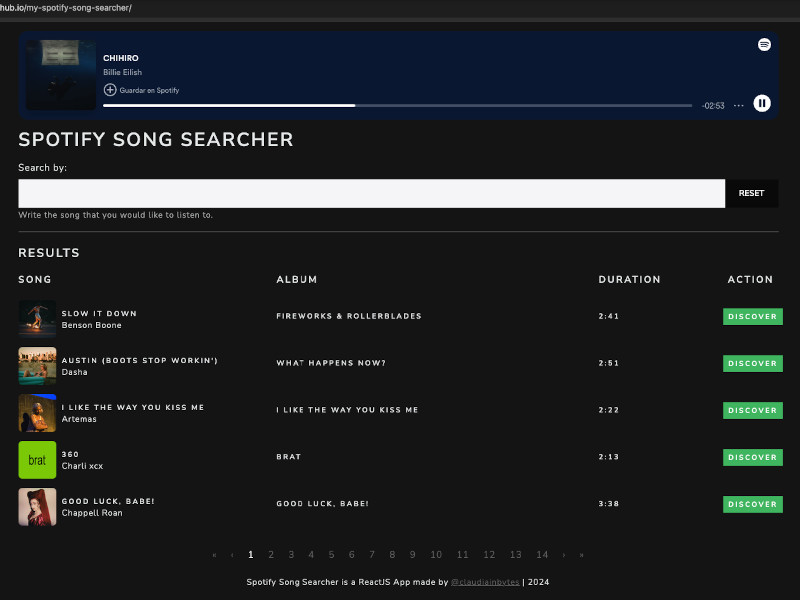 hub.io/my-spotify-song-searcher/
CHIHIRO
Billie Eilish
Guardar en Spotify
-02:53 ···
SPOTIFY SONG SEARCHER
Search by:
RESET
Write the song that you would like to listen to.
RESULTS
SONG ALBUM DURATION ACTION
SLOW IT DOWN
Benson Boone
FIREWORKS & ROLLERBLADES 2:41 DISCOVER
AUSTIN (BOOTS STOP WORKIN')
Dasha
WHAT HAPPENS NOW? 2:51 DISCOVER
I LIKE THE WAY YOU KISS ME
Artemas
I LIKE THE WAY YOU KISS ME 2:22 DISCOVER
brat
360
Charli xcx
BRAT 2:13 DISCOVER
GOOD LUCK, BABE!
Chappell Roan
GOOD LUCK, BABE! 3:38 DISCOVER
« ‹ 1 2 3 4 5 6 7 8 9 10 11 12 13 14 › »
Spotify Song Searcher is a ReactJS App made by @claudiainbytes | 2024